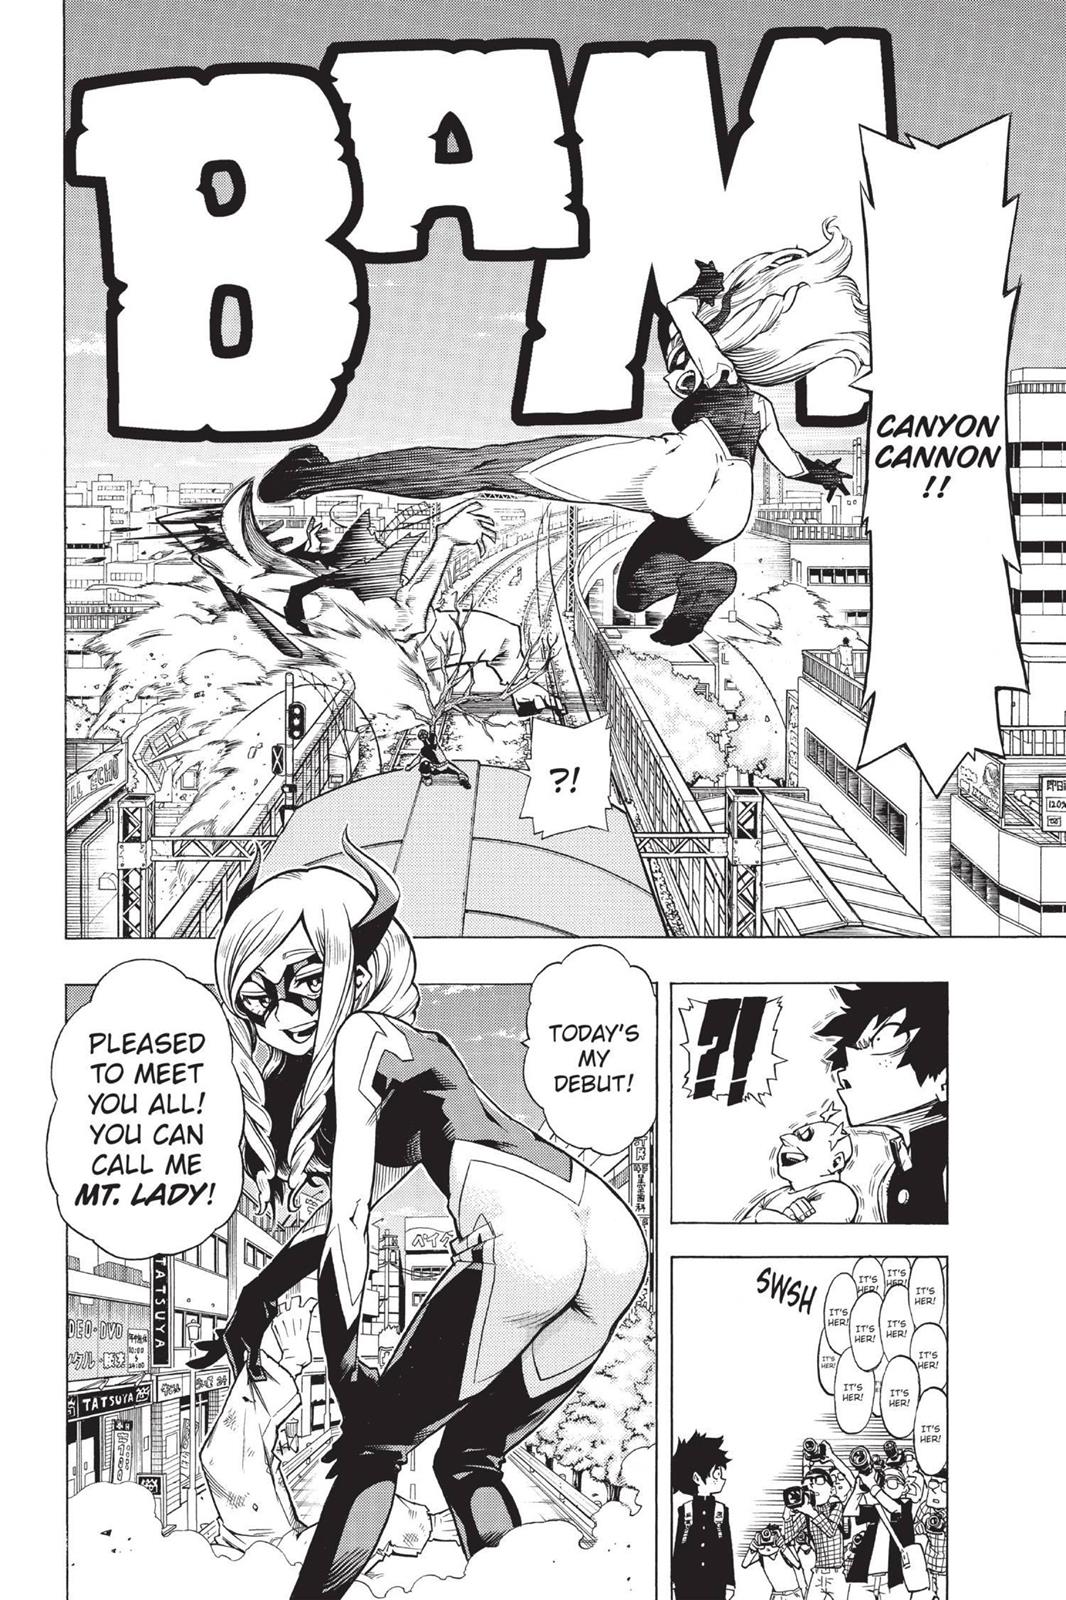 BAM
CANYON
CANNON
!!
?!
TODAY'S
MY
DEBUT!
PLEASED
TO MEET
YOU ALL!
YOU CAN
CALL ME
MT. LADY!
TATSUYA
TATSUYA
24
?!
SWSH
IT'S
HER!
IT'S
HER!
IT'S
HER!
IT'S
HER!
IT'S
HER!
IT'S
HER!
IT'S
HER!
IT'S
HER!
IT'S
HER!
IT'S
HER!